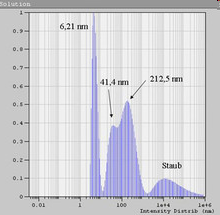 Solution
1
6,21 nm
0.9
0.8
212,5 nm
0.7
41,4 nm
0.6
0.5
0.4
0.3
Staub
0.2
0.1
0
0.01 1 100 1e+4 1e+6
Intensity Distrib (nm)